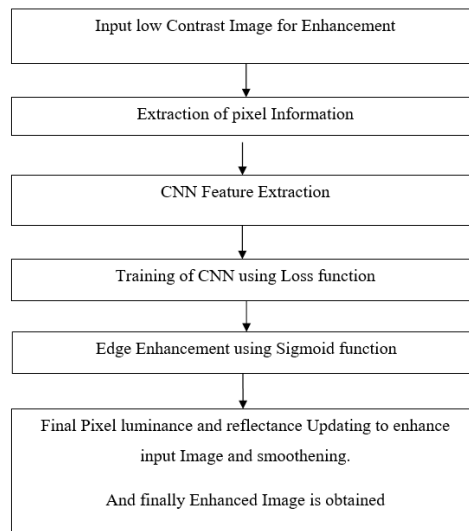 Input low Contrast Image for Enhancement
Extraction of pixel Information
CNN Feature Extraction
Training of CNN using Loss function
Edge Enhancement using Sigmoid function
Final Pixel luminance and reflectance Updating to enhance
input Image and smoothening.
And finally Enhanced Image is obtained